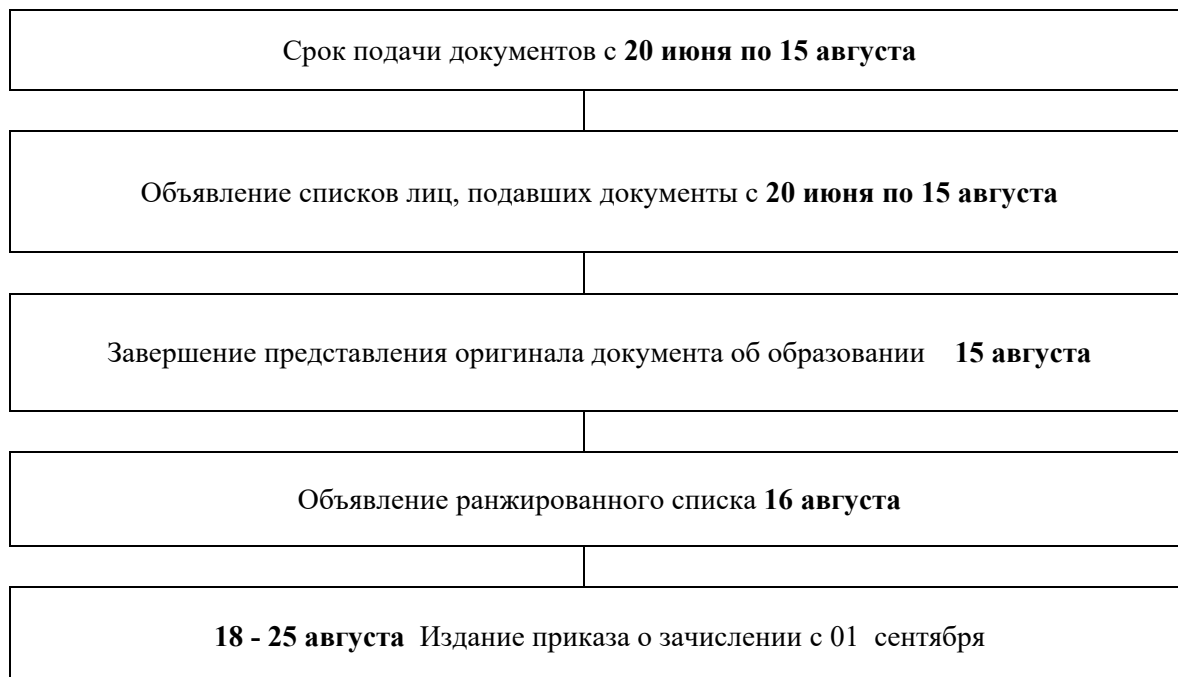 Срок подачи документов с 20 июня по 15 августа
Объявление списков лиц, подавших документы с 20 июня по 15 августа
Завершение представления оригинала документа об образовании 15 августа
Объявление ранжированного списка 16 августа
18 - 25 августа Издание приказа о зачислении с 01 сентября